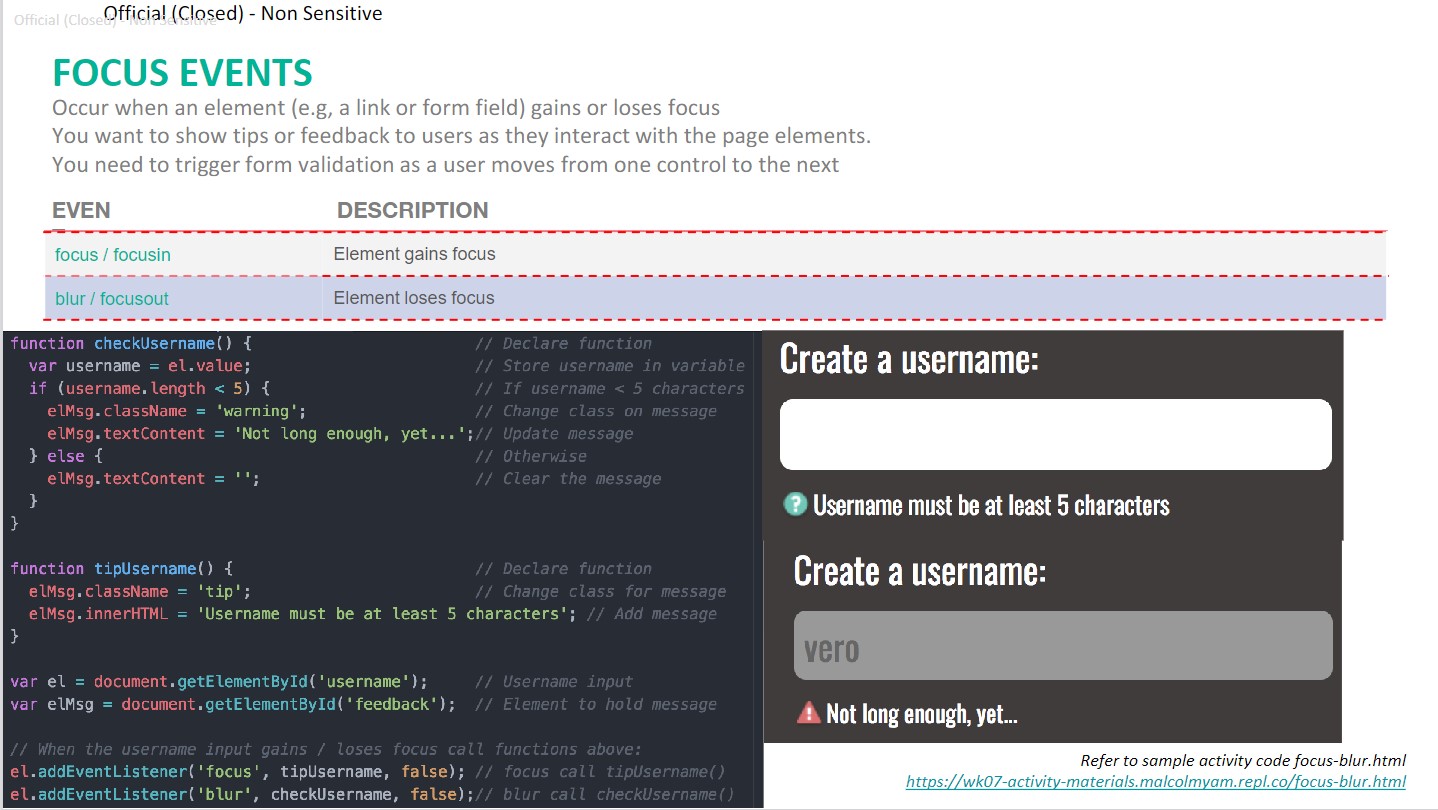 Official (Closed) - Non Sensitive
Official (Closed) - Non Sensitive
FOCUS EVENTS
Occur when an element (e.g, a link or form field) gains or loses focus
You want to show tips or feedback to users as they interact with the page elements.
You need to trigger form validation as a user moves from one control to the next
EVEN DESCRIPTION
focus / focusin Element gains focus
blur / focusout Element loses focus
function checkUsername() { // Declare function
var username = el.value; // Store username in variable
if (username.length < 5) { // If username < 5 characters
elMsg.className = 'warning'; // Change class on message
elMsg.textContent = 'Not long enough, yet...';// Update message
} else { // Otherwise
elMsg.textContent = ''; // Clear the message
}
}
function tipUsername() { // Declare function
elMsg.className = 'tip'; // Change class for message
elMsg.innerHTML = 'Username must be at least 5 characters'; // Add message
}
var el = document.getElementById('username'); // Username input
var elMsg = document.getElementById('feedback'); // Element to hold message
// When the username input gains / loses focus call functions above:
el.addEventListener('focus', tipUsername, false); // focus call tipUsername()
el.addEventListener('blur', checkUsername, false);// blur call checkUsername()
Create a username:
? Username must be at least 5 characters
Create a username:
vero
! Not long enough, yet...
Refer to sample activity code focus-blur.html
https://wk07-activity-materials.malcolmyam.repl.co/focus-blur.html